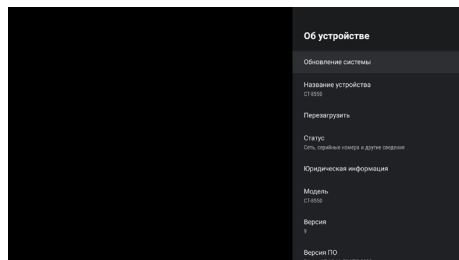 Об устройстве
Обновление системы
Название устройства
CT-8550
Перезагрузить
Статус
Сеть, серийные номера и другие сведения
Юридическая информация
Модель
CT-8550
Версия
9
Версия ПО